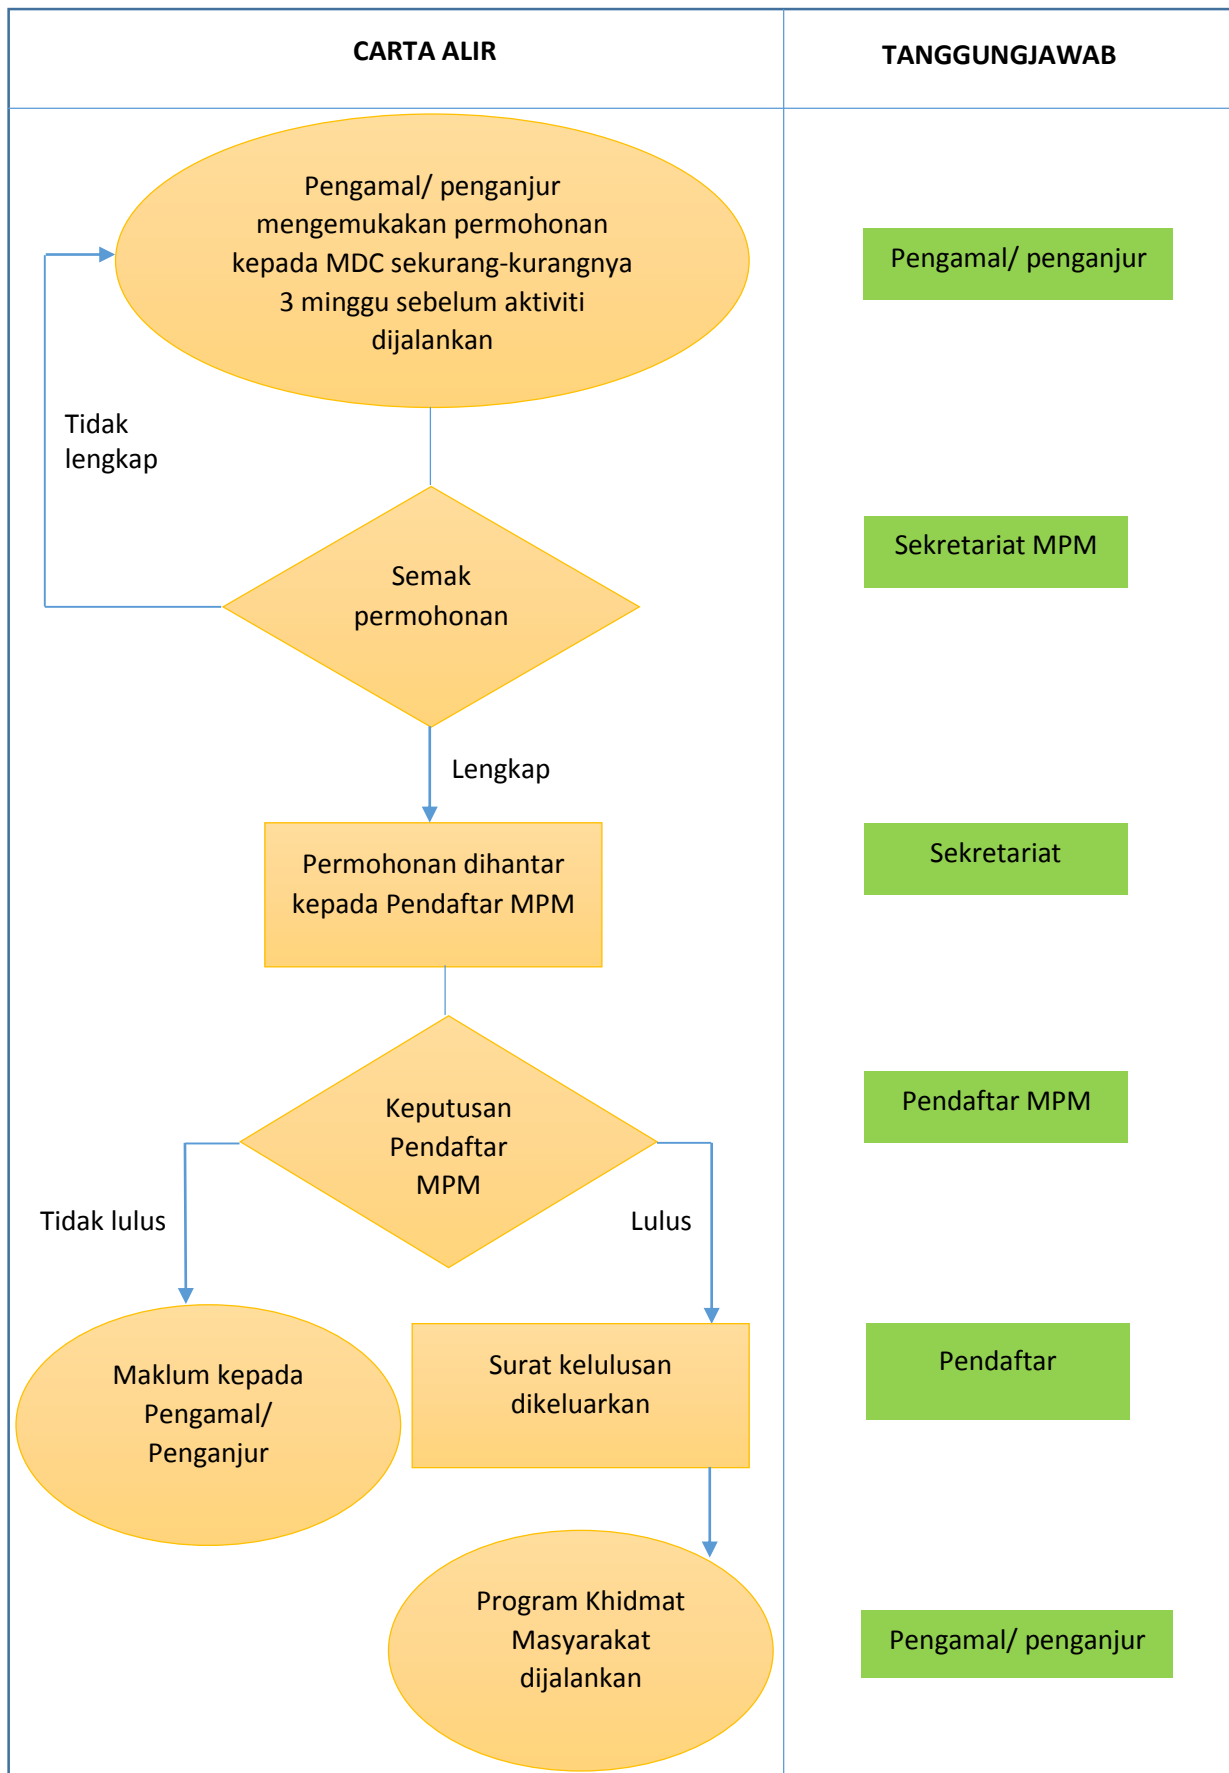 CARTA ALIR
TANGGUNGJAWAB
Pengamal/ penganjur
mengemukakan permohonan
kepada MDC sekurang-kurangnya
3 minggu sebelum aktiviti
dijalankan
Pengamal/ penganjur
Tidak
lengkap
Semak
permohonan
Sekretariat MPM
Lengkap
Permohonan dihantar
kepada Pendaftar MPM
Sekretariat
Keputusan
Pendaftar
MPM
Pendaftar MPM
Tidak lulus
Lulus
Maklum kepada
Pengamal/
Penganjur
Surat kelulusan
dikeluarkan
Pendaftar
Program Khidmat
Masyarakat
dijalankan
Pengamal/ penganjur